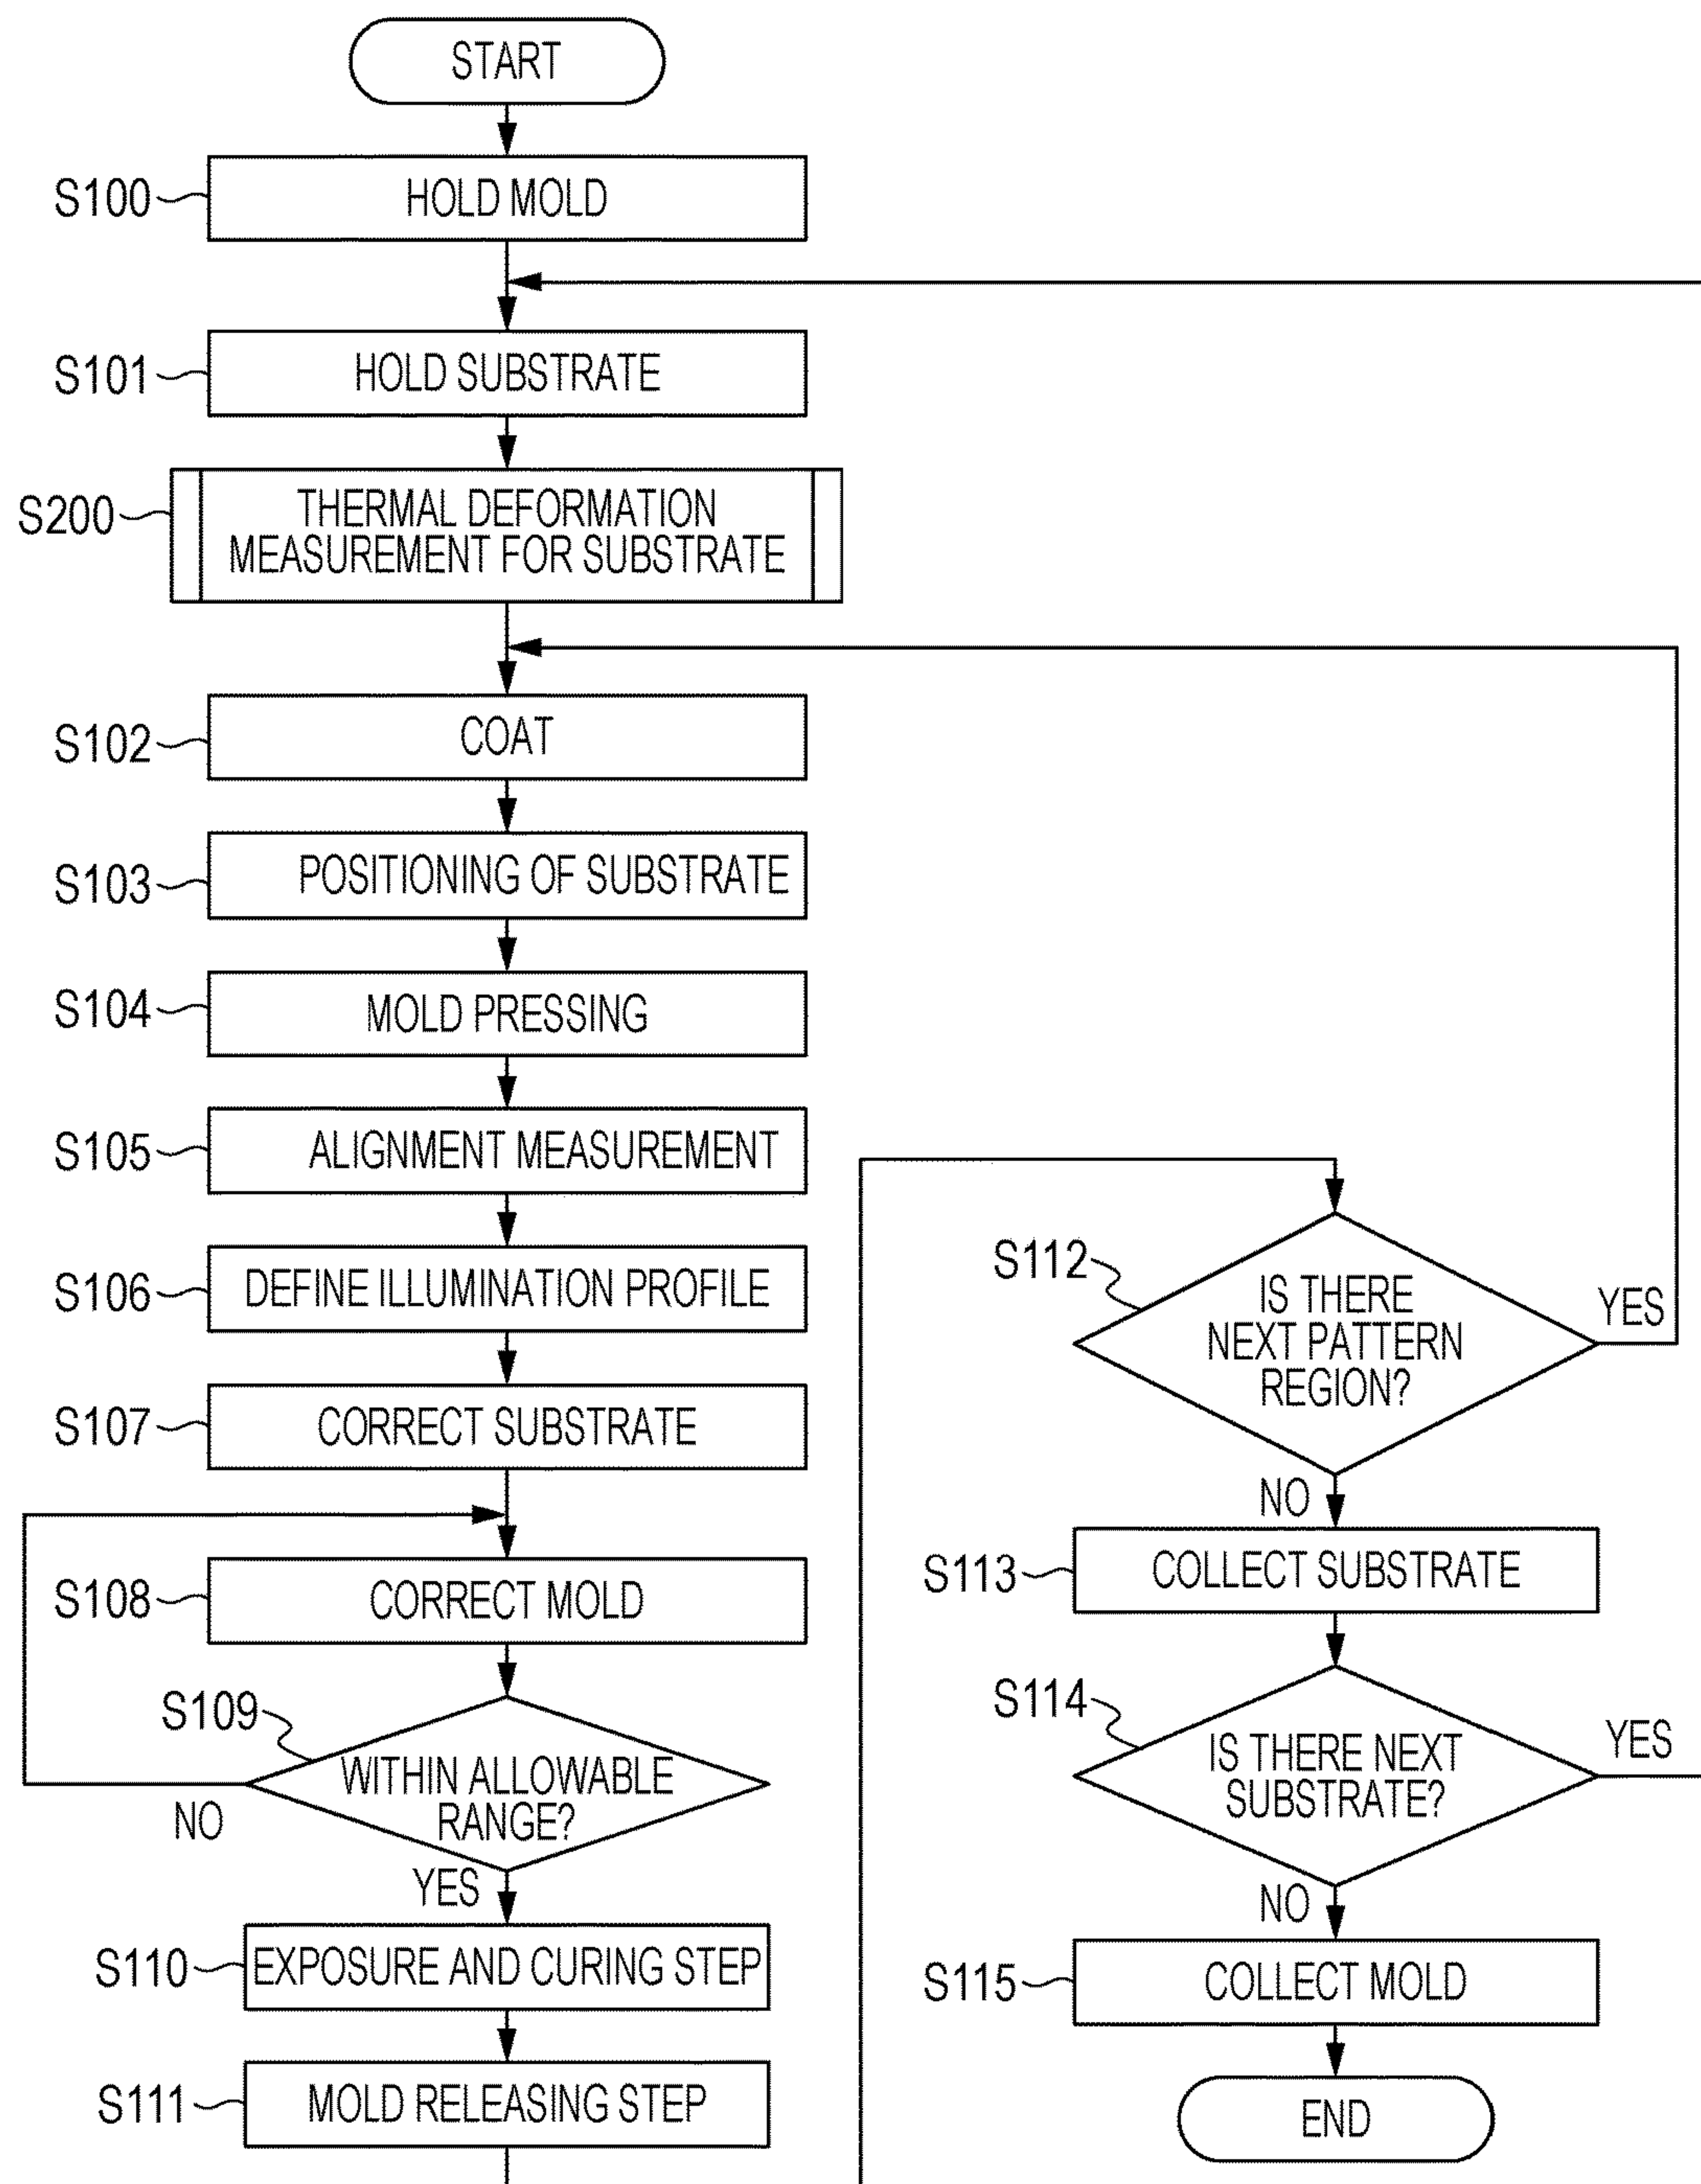 START
S100
HOLD MOLD
S101
HOLD SUBSTRATE
S200
THERMAL DEFORMATION
MEASUREMENT FOR SUBSTRATE
S102
COAT
S103
POSITIONING OF SUBSTRATE
S104
MOLD PRESSING
S105
ALIGNMENT MEASUREMENT
S106
DEFINE ILLUMINATION PROFILE
S107
CORRECT SUBSTRATE
S108
CORRECT MOLD
S109
WITHIN ALLOWABLE
RANGE?
NO
YES
S110
EXPOSURE AND CURING STEP
S111
MOLD RELEASING STEP
S112
IS THERE
NEXT PATTERN
REGION?
YES
NO
S113
COLLECT SUBSTRATE
S114
IS THERE NEXT
SUBSTRATE?
YES
NO
S115
COLLECT MOLD
END